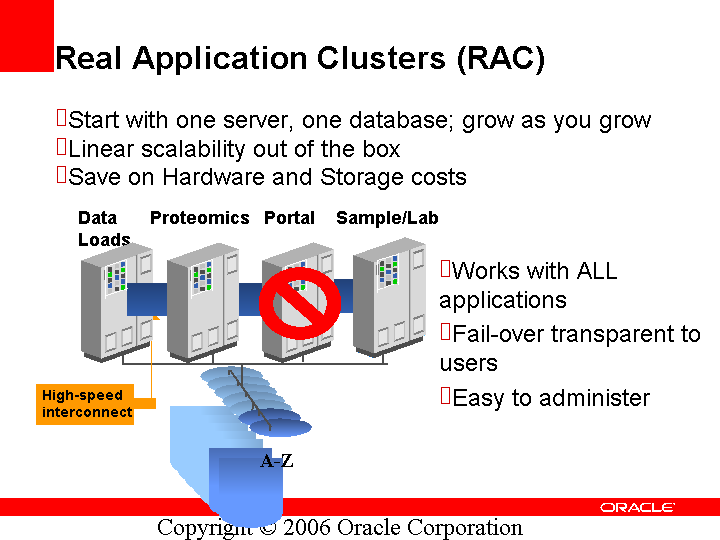 Real Application Clusters (RAC)
Start with one server, one database; grow as you grow
Linear scalability out of the box
Save on Hardware and Storage costs
Data Loads
Proteomics
Portal
Sample/Lab
Works with ALL
applications
Fail-over transparent to
users
Easy to administer
High-speed
interconnect
A-Z
ORACLE
Copyright © 2006 Oracle Corporation